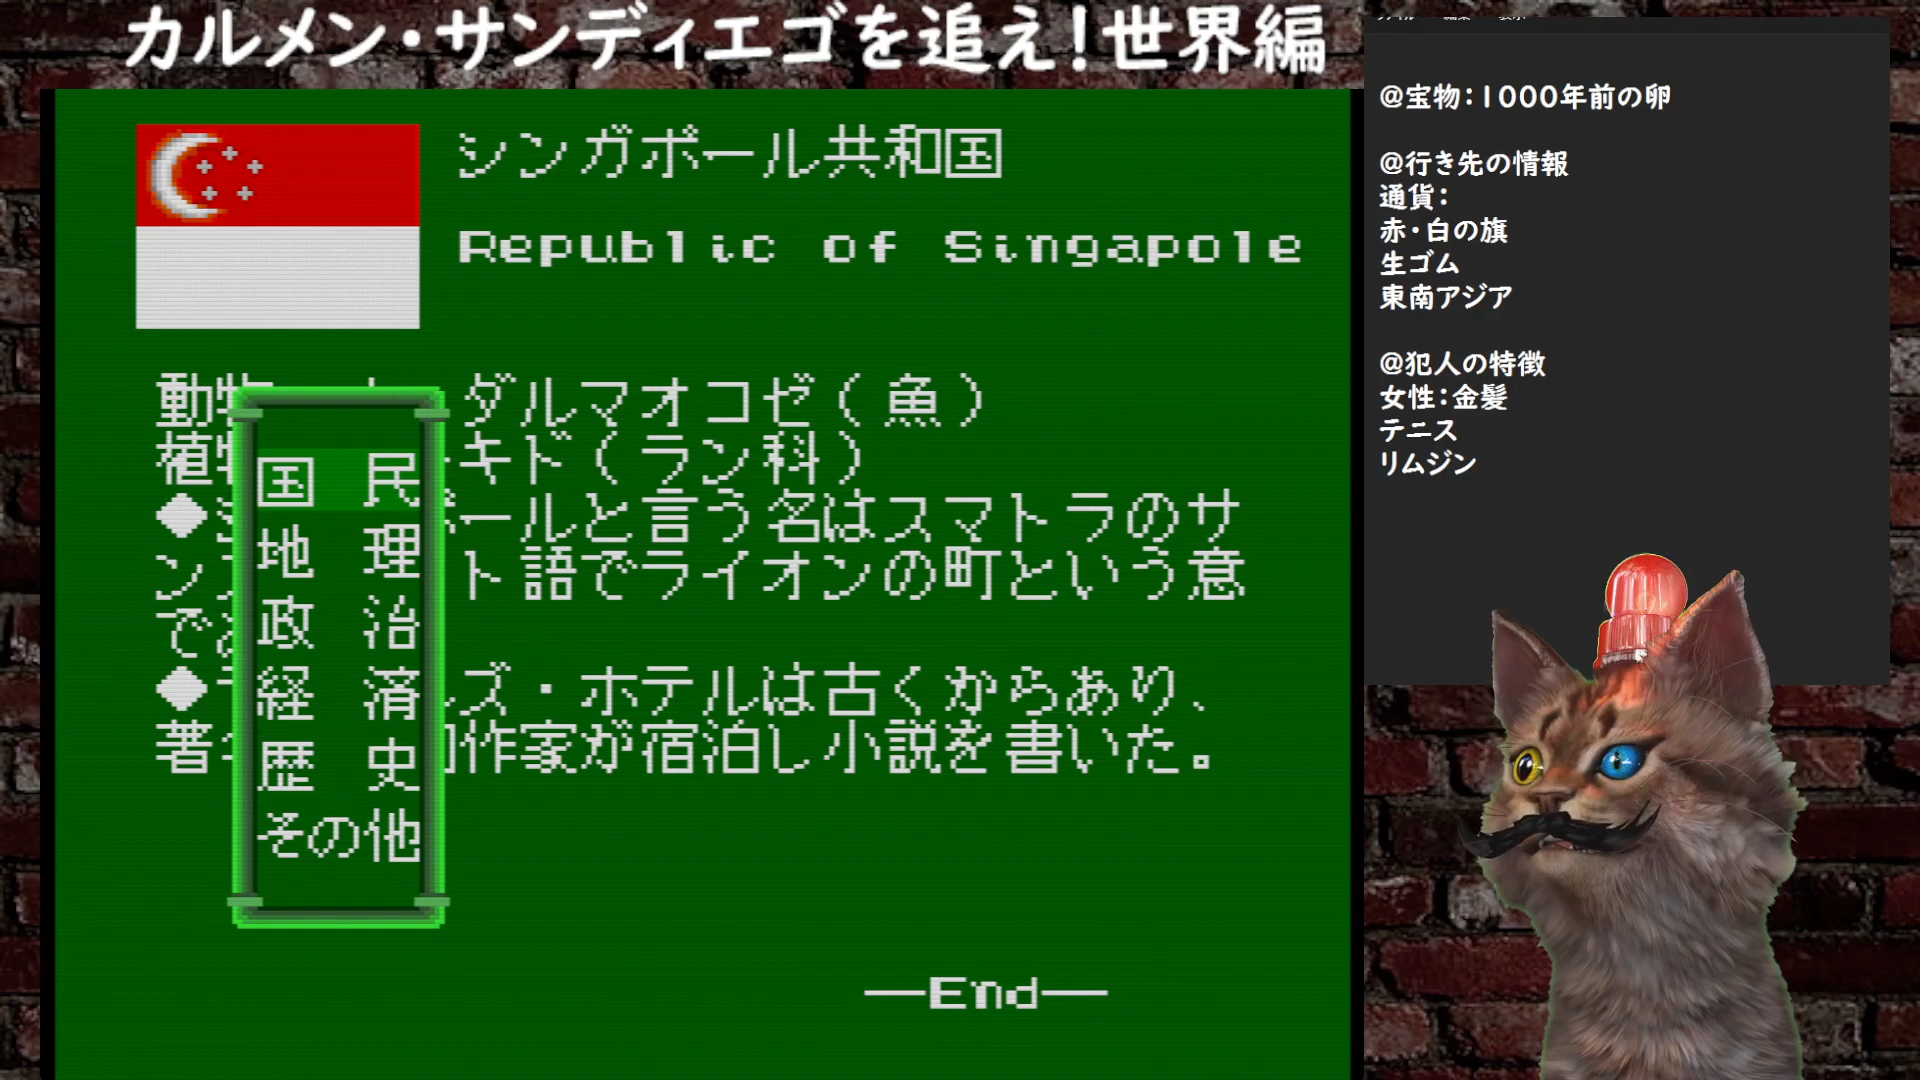 カルメン・サンディエゴを追え!世界編
シンガポール共和国
Republic of Singapole
動 ダルマオコゼ(魚)
植 キド(ラン科)
◆ ールと言う名はスマトラのサ
ン ト語でライオンの町という意
で
◆ ズ・ホテルは古くからあり、
著 作家が宿泊し小説を書いた。
国 民
地 理
政 治
経 済
歴 史
その他
—End—
@宝物:1000年前の卵
@行き先の情報
通貨:
赤・白の旗
生ゴム
東南アジア
@犯人の特徴
女性:金髪
テニス
リムジン